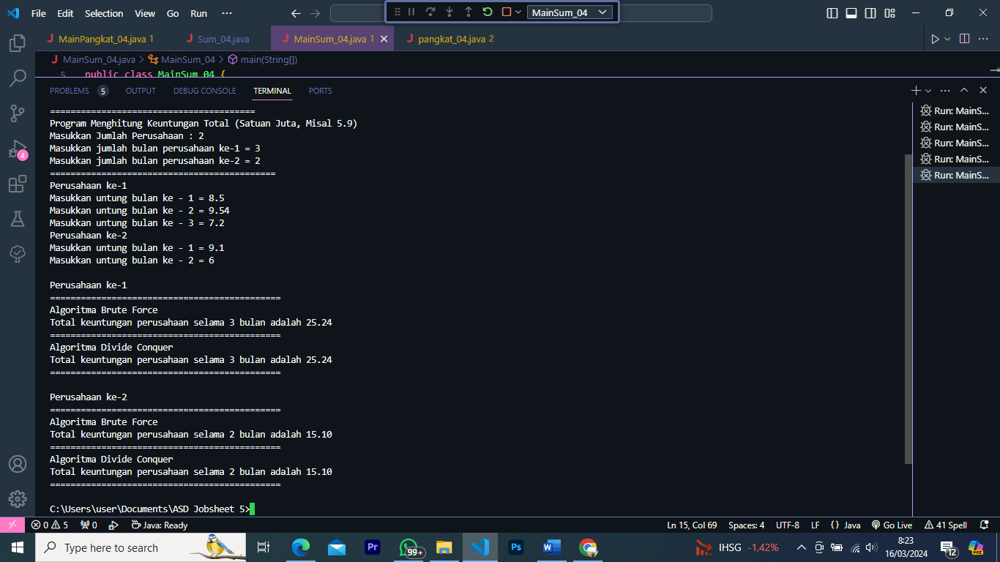 File Edit Selection View Go Run ··· MainSum_04
MainPangkat_04.java 1 Sum_04.java MainSum_04.java 1 pangkat_04.java 2
MainSum_04.java > MainSum_04 > main(String[])
5 public class MainSum_04 {
PROBLEMS 5 OUTPUT DEBUG CONSOLE TERMINAL PORTS
========================================
Program Menghitung Keuntungan Total (Satuan Juta, Misal 5.9)
Masukkan Jumlah Perusahaan : 2
Masukkan jumlah bulan perusahaan ke-1 = 3
Masukkan jumlah bulan perusahaan ke-2 = 2
============================================
Perusahaan ke-1
Masukkan untung bulan ke - 1 = 8.5
Masukkan untung bulan ke - 2 = 9.54
Masukkan untung bulan ke - 3 = 7.2
Perusahaan ke-2
Masukkan untung bulan ke - 1 = 9.1
Masukkan untung bulan ke - 2 = 6
Perusahaan ke-1
=============================================
Algoritma Brute Force
Total keuntungan perusahaan selama 3 bulan adalah 25.24
=============================================
Algoritma Divide Conquer
Total keuntungan perusahaan selama 3 bulan adalah 25.24
=============================================
Perusahaan ke-2
=============================================
Algoritma Brute Force
Total keuntungan perusahaan selama 2 bulan adalah 15.10
=============================================
Algoritma Divide Conquer
Total keuntungan perusahaan selama 2 bulan adalah 15.10
=============================================
C:\Users\user\Documents\ASD Jobsheet 5>
Run: MainS...
Run: MainS...
Run: MainS...
Run: MainS...
Run: MainS...
4
0 5 0 Java: Ready Ln 15, Col 69 Spaces: 4 UTF-8 LF {} Java Go Live 41 Spell
Type here to search Pr 99+ Ps W IHSG -1,42% 8:23
16/03/2024 12 PRE